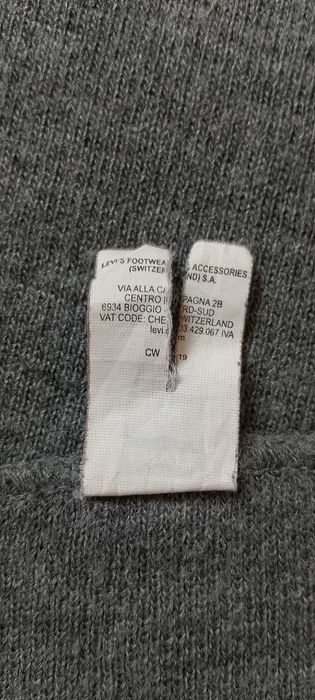 LEVI'S FOOTWEA & ACCESSORIES
(SWITZER ND) S.A.
VIA ALLA CA PAGNA 2B
CENTRO RD-SUD
6934 BIOGGIO WITZERLAND
VAT CODE: CHE 3.429.067 IVA
levi.c m
CW 19